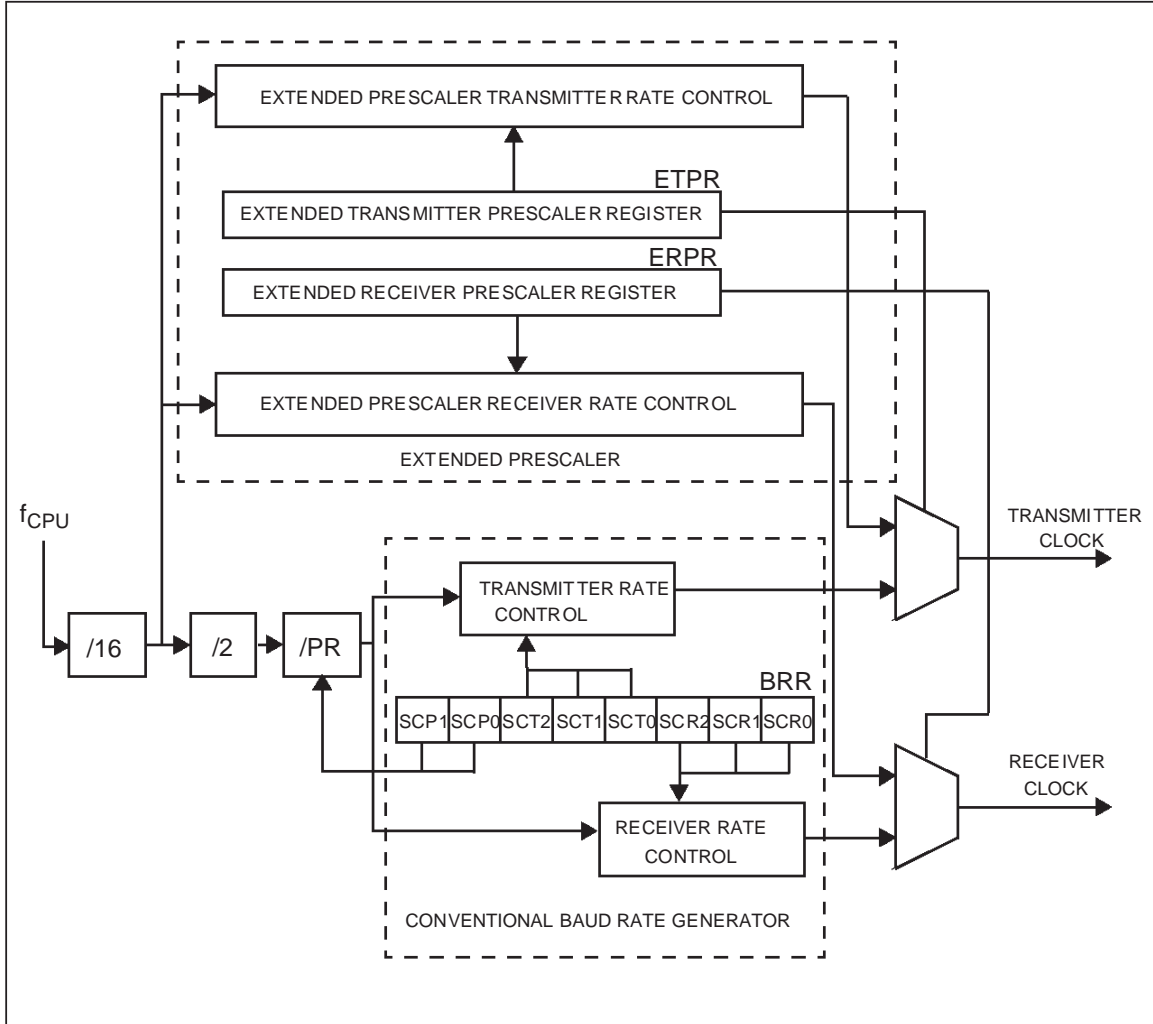 EXTENDED PRESCALER TRANSMITTER RATE CONTROL
ETPR
EXTENDED TRANSMITTER PRESCALER REGISTER
ERPR
EXTENDED RECEIVER PRESCALER REGISTER
EXTENDED PRESCALER RECEIVER RATE CONTROL
EXTENDED PRESCALER
fCPU
TRANSMITTER
CLOCK
TRANSMITTER RATE
CONTROL
/16
/2
/PR
BRR
SCP1 SCP0 SCT2 SCT1 SCT0 SCR2 SCR1 SCR0
RECEIVER
CLOCK
RECEIVER RATE
CONTROL
CONVENTIONAL BAUD RATE GENERATOR